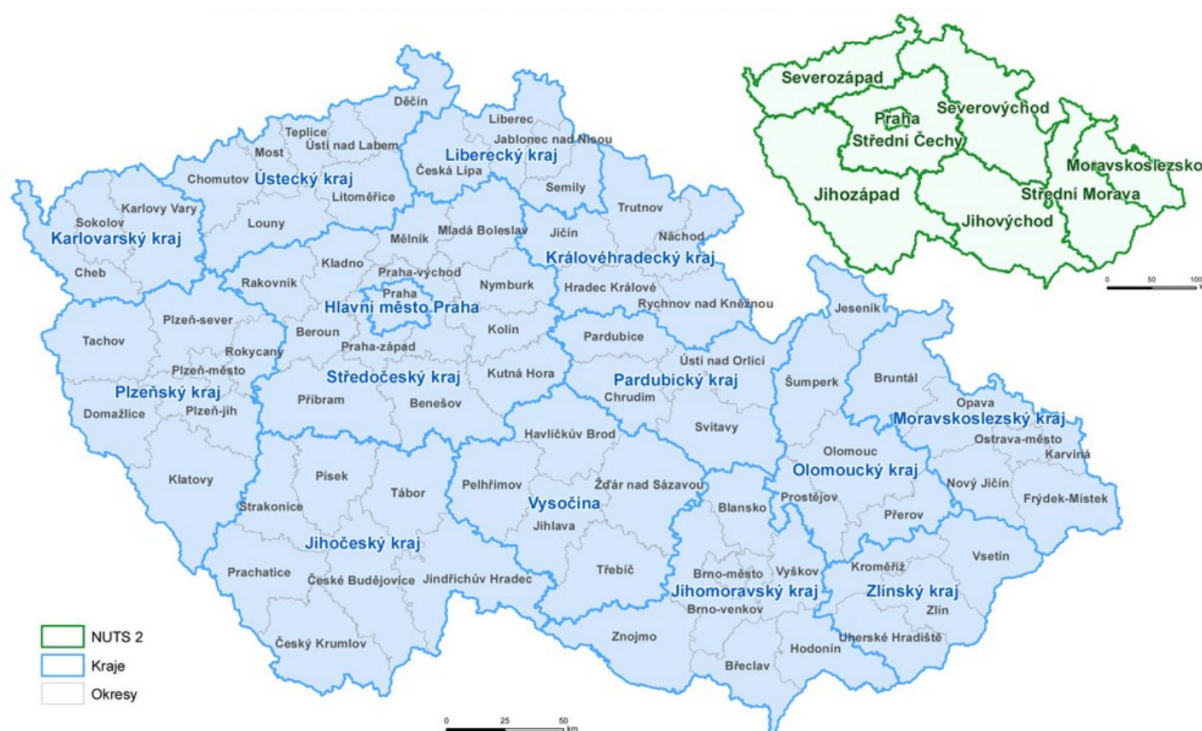 Severozápad
Severovýchod
Praha
Střední Čechy
Moravskoslezsko
Jihozápad
Střední Morava
Jihovýchod
0 50 100
Děčín
Liberec
Teplice
Jablonec nad Nisou
Ústí nad Labem
Most
Liberecký kraj
Česká Lípa
Chomutov
Ústecký kraj
Semily
Litoměřice
Karlovy Vary
Trutnov
Sokolov
Louny
Mladá Boleslav
Jičín
Náchod
Karlovarský kraj
Mělník
Královéhradecký kraj
Kladno
Cheb
Praha-východ
Rakovník
Nymburk
Hradec Králové
Praha
Rychnov nad Kněžnou
Hlavní město Praha
Jeseník
Plzeň-sever
Kolín
Beroun
Pardubice
Tachov
Praha-západ
Rokycany
Ústí nad Orlicí
Plzeň-město
Kutná Hora
Středočeský kraj
Pardubický kraj
Šumperk
Bruntál
Plzeňský kraj
Příbram
Benešov
Chrudim
Opava
Domažlice
Plzeň-jih
Moravskoslezský kraj
Svitavy
Havlíčkův Brod
Ostrava-město
Olomouc
Karviná
Olomoucký kraj
Klatovy
Písek
Pelhřimov
Žďár nad Sázavou
Nový Jičín
Tábor
Prostějov
Frýdek-Místek
Strakonice
Vysočina
Blansko
Přerov
Jihlava
Jihočeský kraj
Vsetín
Kroměříž
Třebíč
Prachatice
České Budějovice
Jindřichův Hradec
Brno-město
Vyškov
Jihomoravský kraj
Zlínský kraj
Brno-venkov
Zlín
Znojmo
Uherské Hradiště
Český Krumlov
Hodonín
Břeclav
NUTS 2
Kraje
Okresy
0 25 50
km